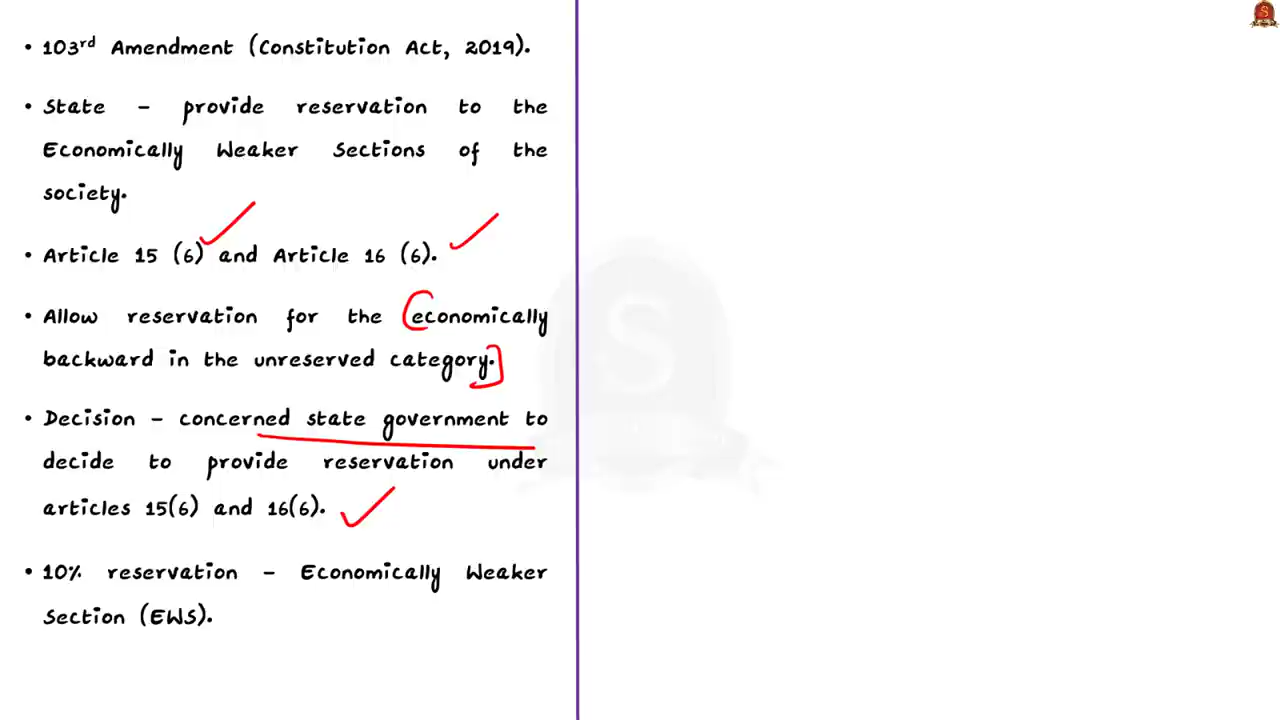 • 103rd Amendment (Constitution Act, 2019).
• State – provide reservation to the
Economically Weaker Sections of the
society.
• Article 15 (6) and Article 16 (6).
• Allow reservation for the economically
backward in the unreserved category.
• Decision – concerned state government to
decide to provide reservation under
articles 15(6) and 16(6).
• 10% reservation – Economically Weaker
Section (EWS).
S
S